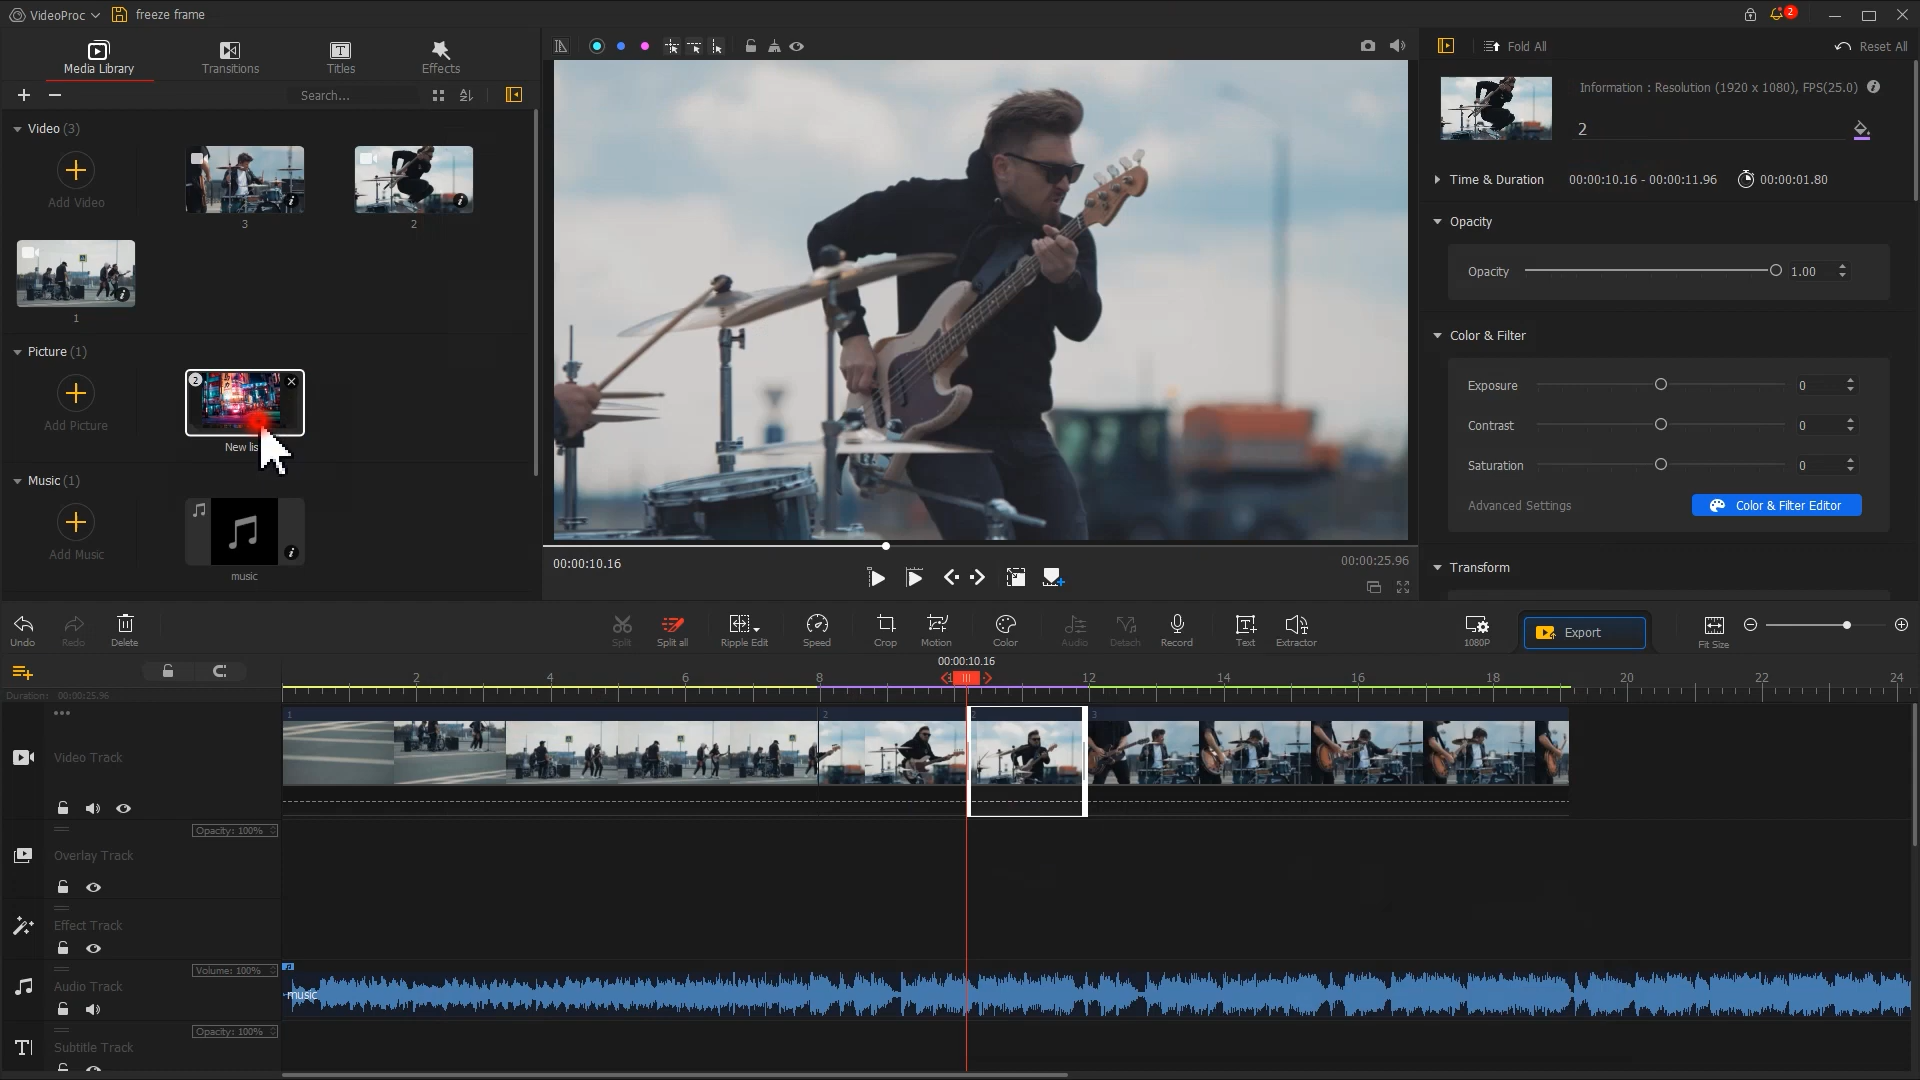 VideoProc
freeze frame
2
Media Library
Transitions
Titles
Effects
Search...
Video (3)
Add Video
3
2
1
Picture (1)
Add Picture
2
New lis
Music (1)
Add Music
music
00:00:10.16
00:00:25.96
Fold All
Reset All
Information : Resolution (1920 x 1080), FPS(25.0)
2
Time & Duration
00:00:10.16 - 00:00:11.96
00:00:01.80
Opacity
Opacity
1.00
Color & Filter
Exposure
0
Contrast
0
Saturation
0
Advanced Settings
Color & Filter Editor
Transform
Undo
Redo
Delete
Split
Split all
Ripple Edit
Speed
Crop
Motion
Color
Audio
Detach
Record
Text
Extractor
1080P
Export
Fit Size
00:00:10.16
2
4
6
8
12
14
16
18
20
22
24
Duration: 00:00:25.96
1
2
2
3
Video Track
Opacity: 100%
Overlay Track
Effect Track
Volume: 100%
Audio Track
music
Opacity: 100%
Subtitle Track